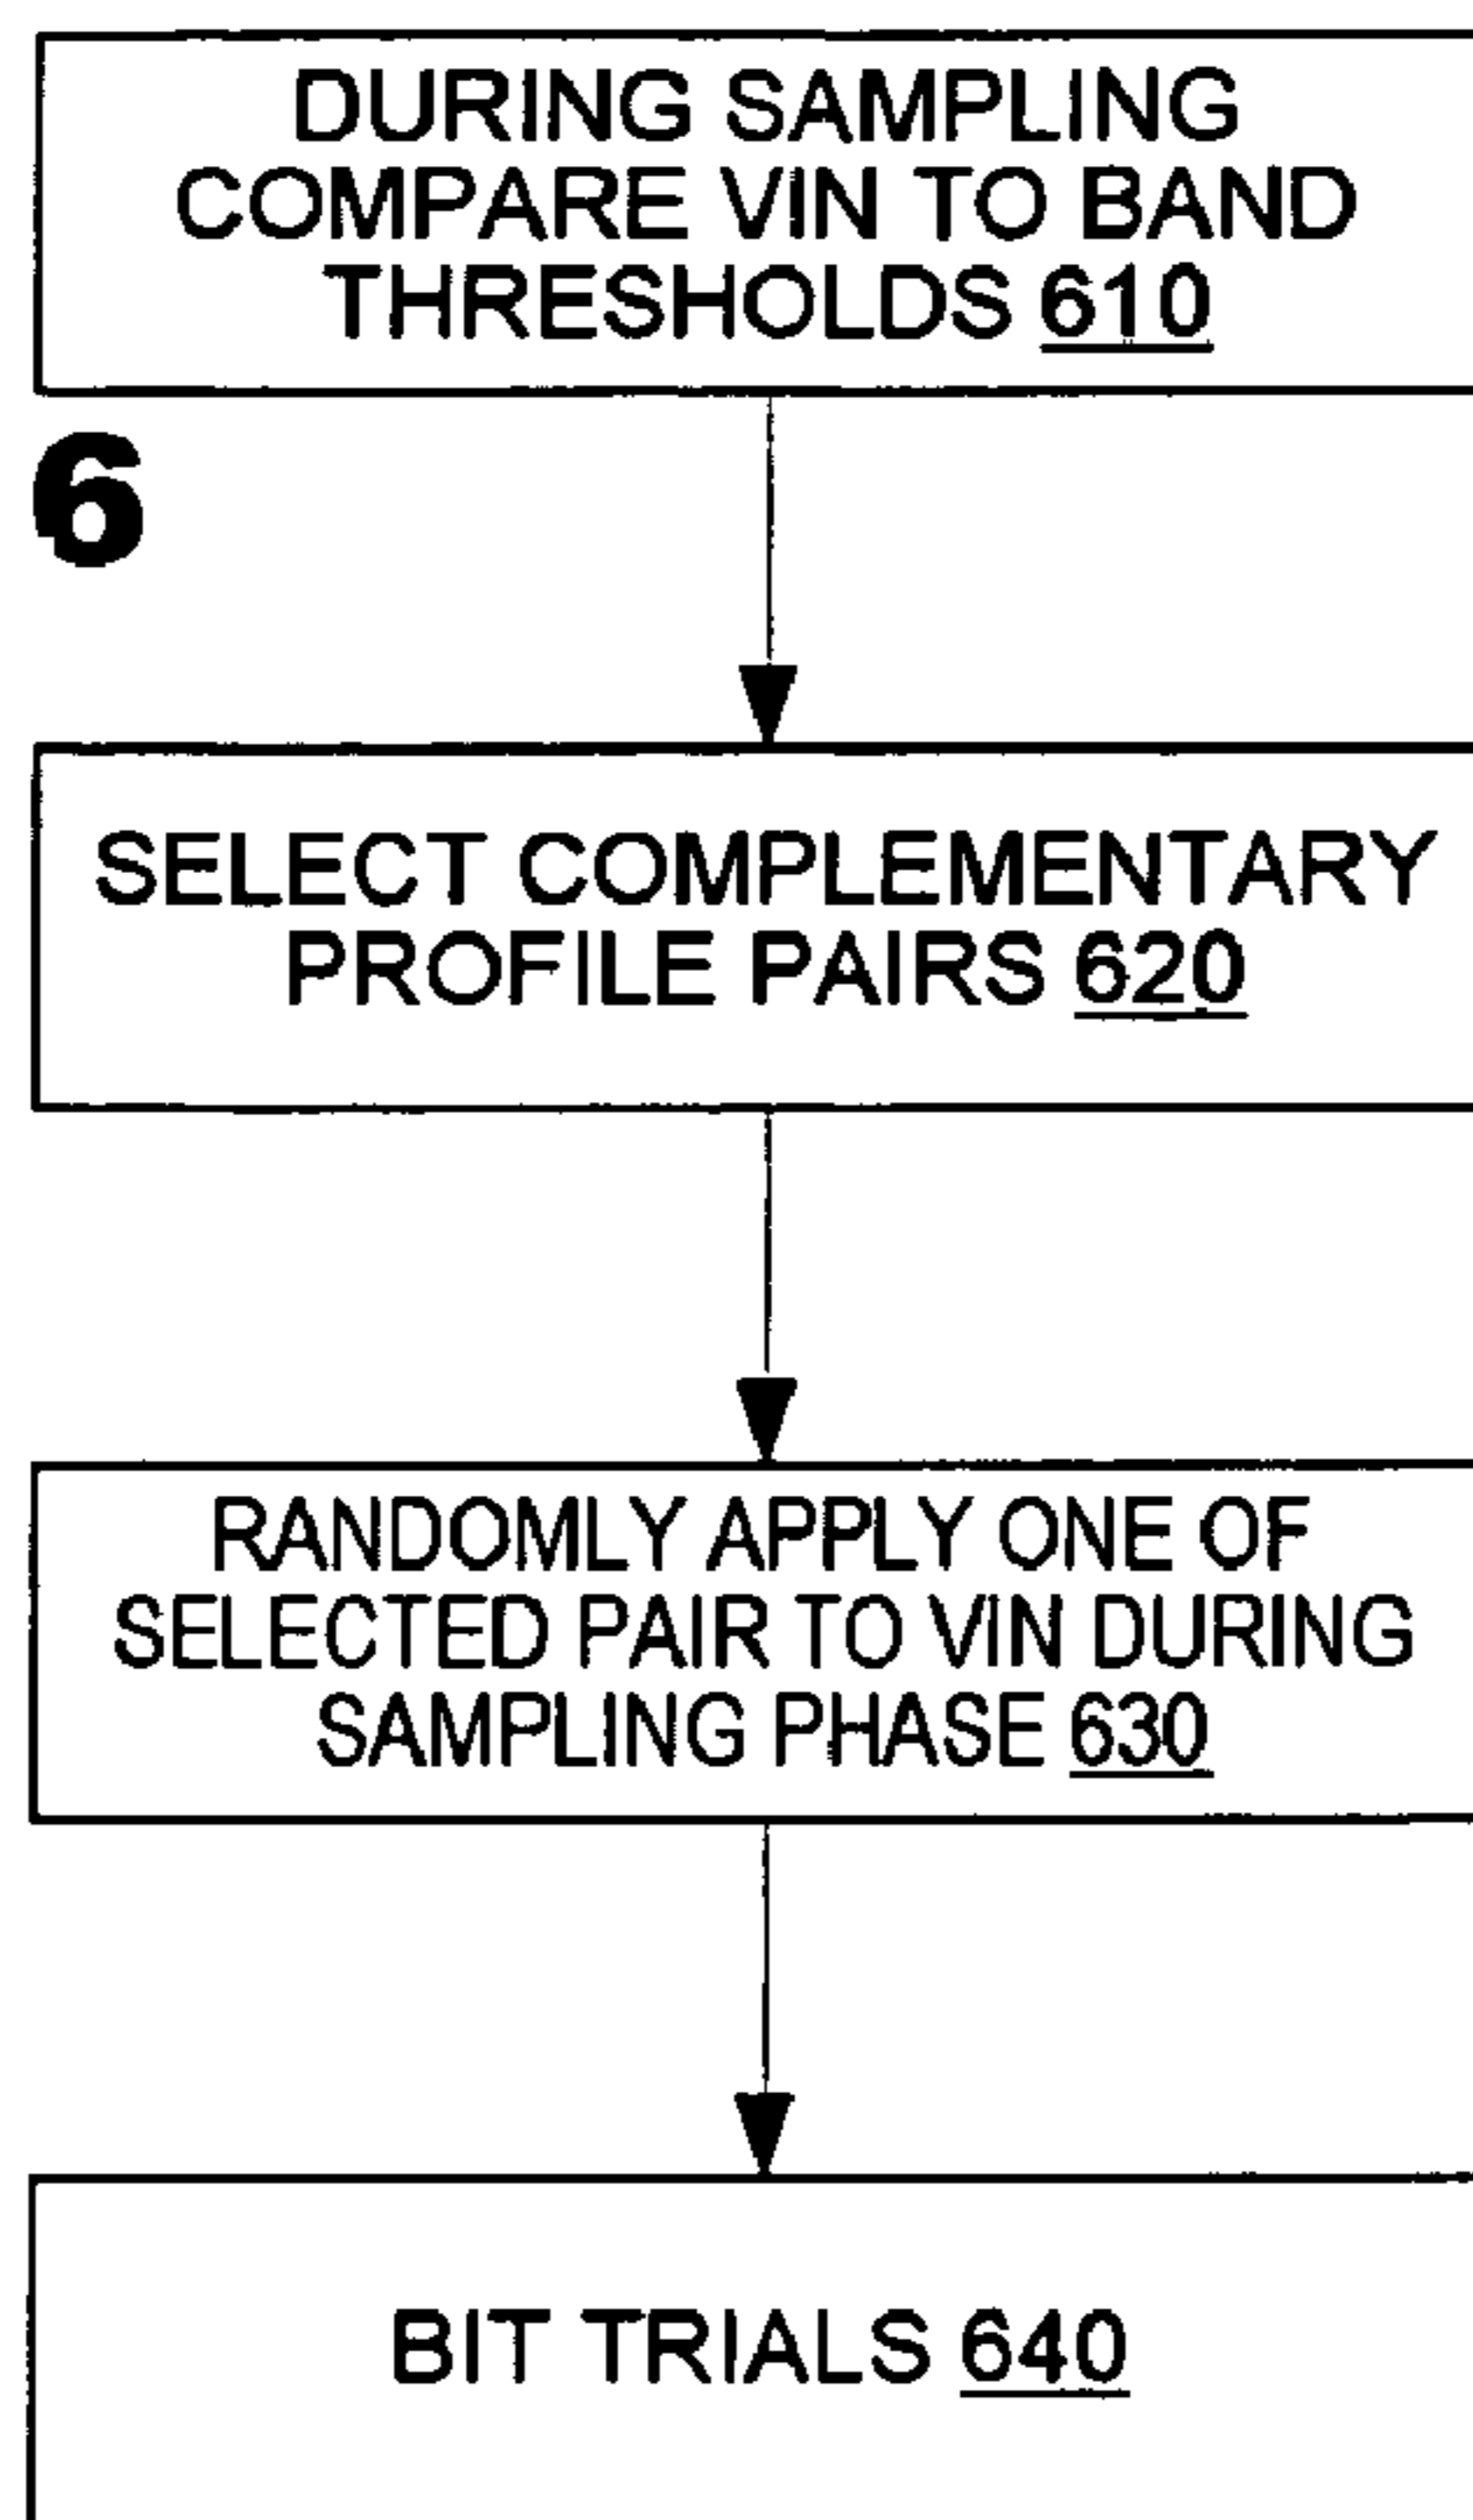 DURING SAMPLING
COMPARE VIN TO BAND
THRESHOLDS 610
6
SELECT COMPLEMENTARY
PROFILE PAIRS 620
RANDOMLY APPLY ONE OF
SELECTED PAIR TO VIN DURING
SAMPLING PHASE 630
BIT TRIALS 640